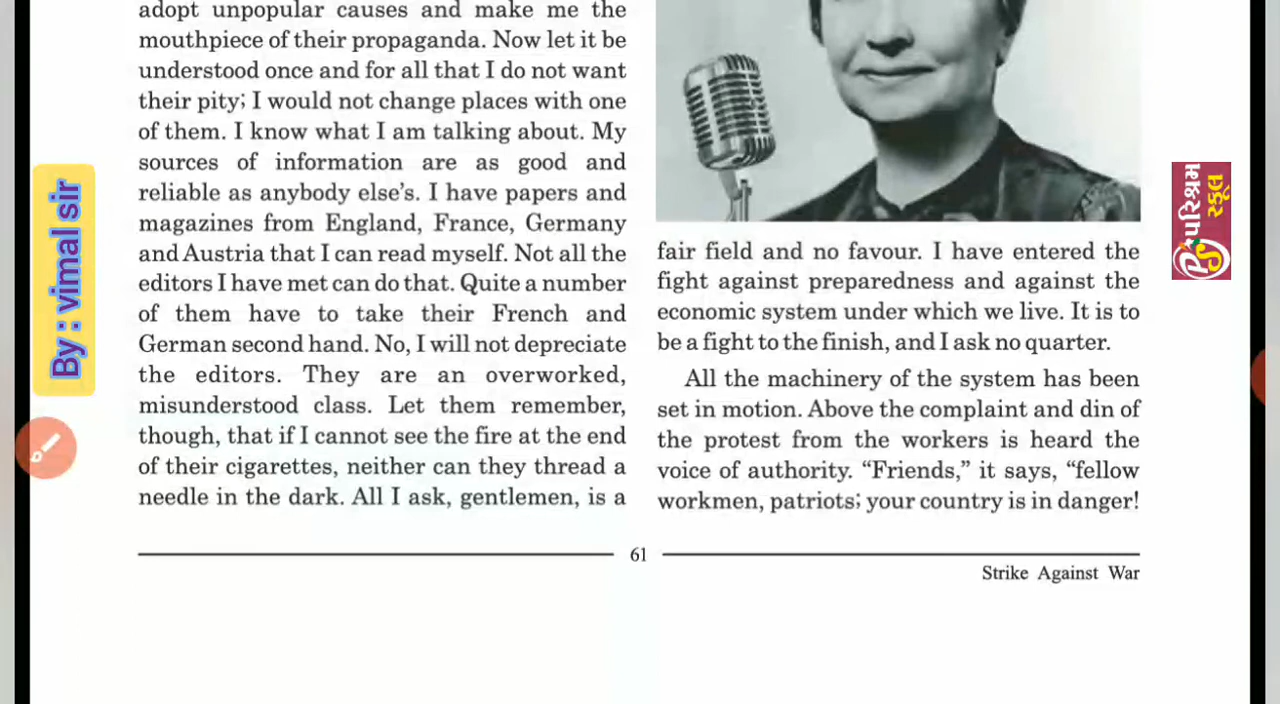 adopt unpopular causes and make me the
mouthpiece of their propaganda. Now let it be
understood once and for all that I do not want
their pity; I would not change places with one
of them. I know what I am talking about. My
sources of information are as good and
reliable as anybody else's. I have papers and
magazines from England, France, Germany
and Austria that I can read myself. Not all the
editors I have met can do that. Quite a number
of them have to take their French and
German second hand. No, I will not depreciate
the editors. They are an overworked,
misunderstood class. Let them remember,
though, that if I cannot see the fire at the end
of their cigarettes, neither can they thread a
needle in the dark. All I ask, gentlemen, is a
fair field and no favour. I have entered the
fight against preparedness and against the
economic system under which we live. It is to
be a fight to the finish, and I ask no quarter.
All the machinery of the system has been
set in motion. Above the complaint and din of
the protest from the workers is heard the
voice of authority. “Friends,” it says, “fellow
workmen, patriots; your country is in danger!
61
Strike Against War
By : vimal sir
સ્કૂલ